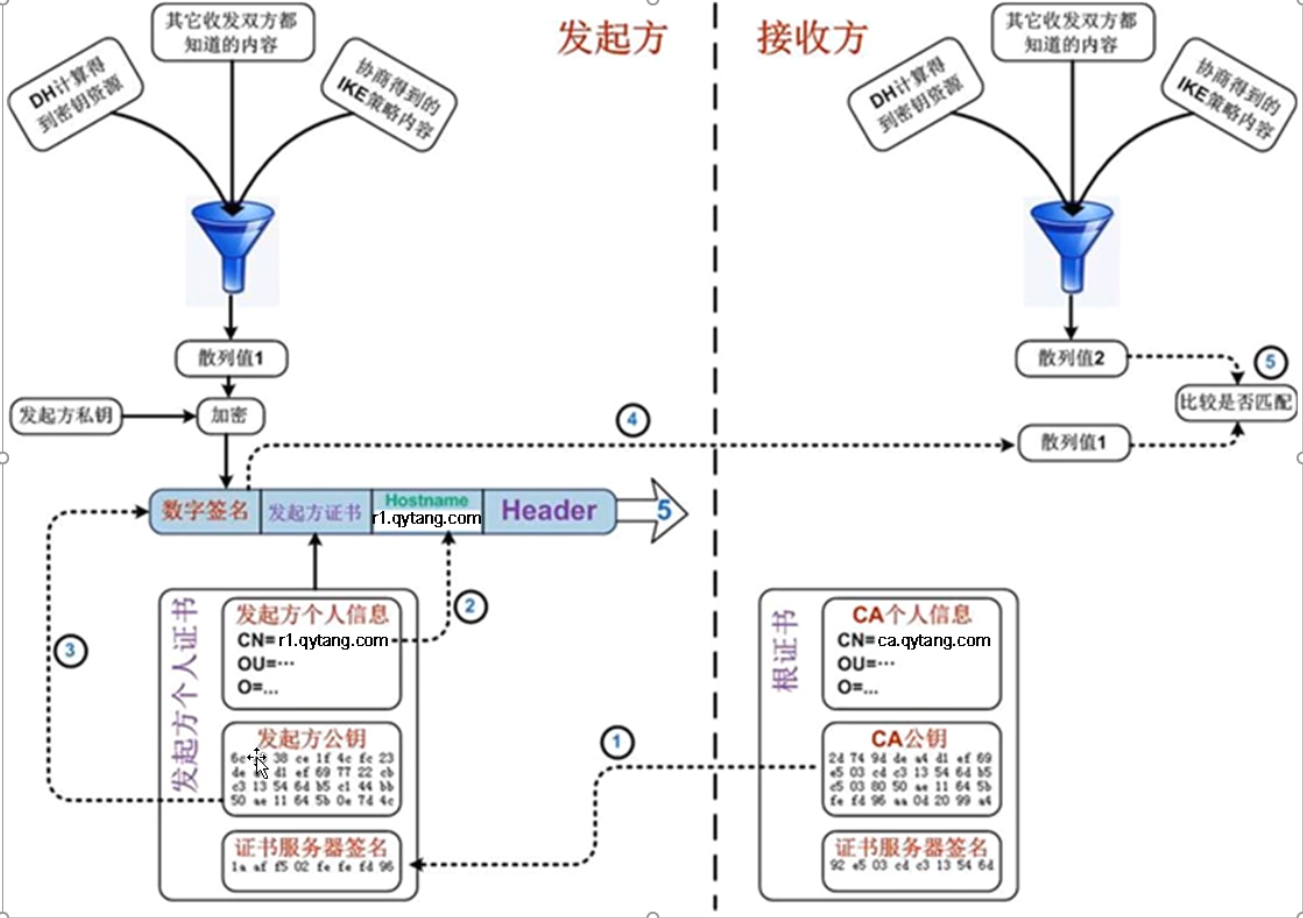 发起方
接收方
其它收发双方都
知道的内容
DH计算得
到密钥资源
协商得到的
IKE策略内容
其它收发双方都
知道的内容
DH计算得
到密钥资源
协商得到的
IKE策略内容
散列值1
发起方私钥
加密
散列值2
5
比较是否匹配
4
散列值1
数字签名
发起方证书
Hostname
r1.qytang.com
Header
5
发起方个人证书
发起方个人信息
CN= r1.qytang.com
OU=…
O=...
2
3
发起方公钥
6c 38 ce 1f 4c fc 23
de d1 ef 69 77 22 cb
c3 13 54 6d b5 c1 44 bb
50 ae 11 64 5b 0e 7d 4c
证书服务器签名
1a af f5 02 fe fe fd 96
1
根证书
CA个人信息
CN= ca.qytang.com
OU=…
O=...
CA公钥
2d 74 9d de a4 d1 ef 69
e5 03 cd c3 13 54 6d b5
c5 03 80 50 ae 11 64 5b
fe fd 96 aa 0d 20 99 a4
证书服务器签名
92 e5 03 cd c3 13 54 6d